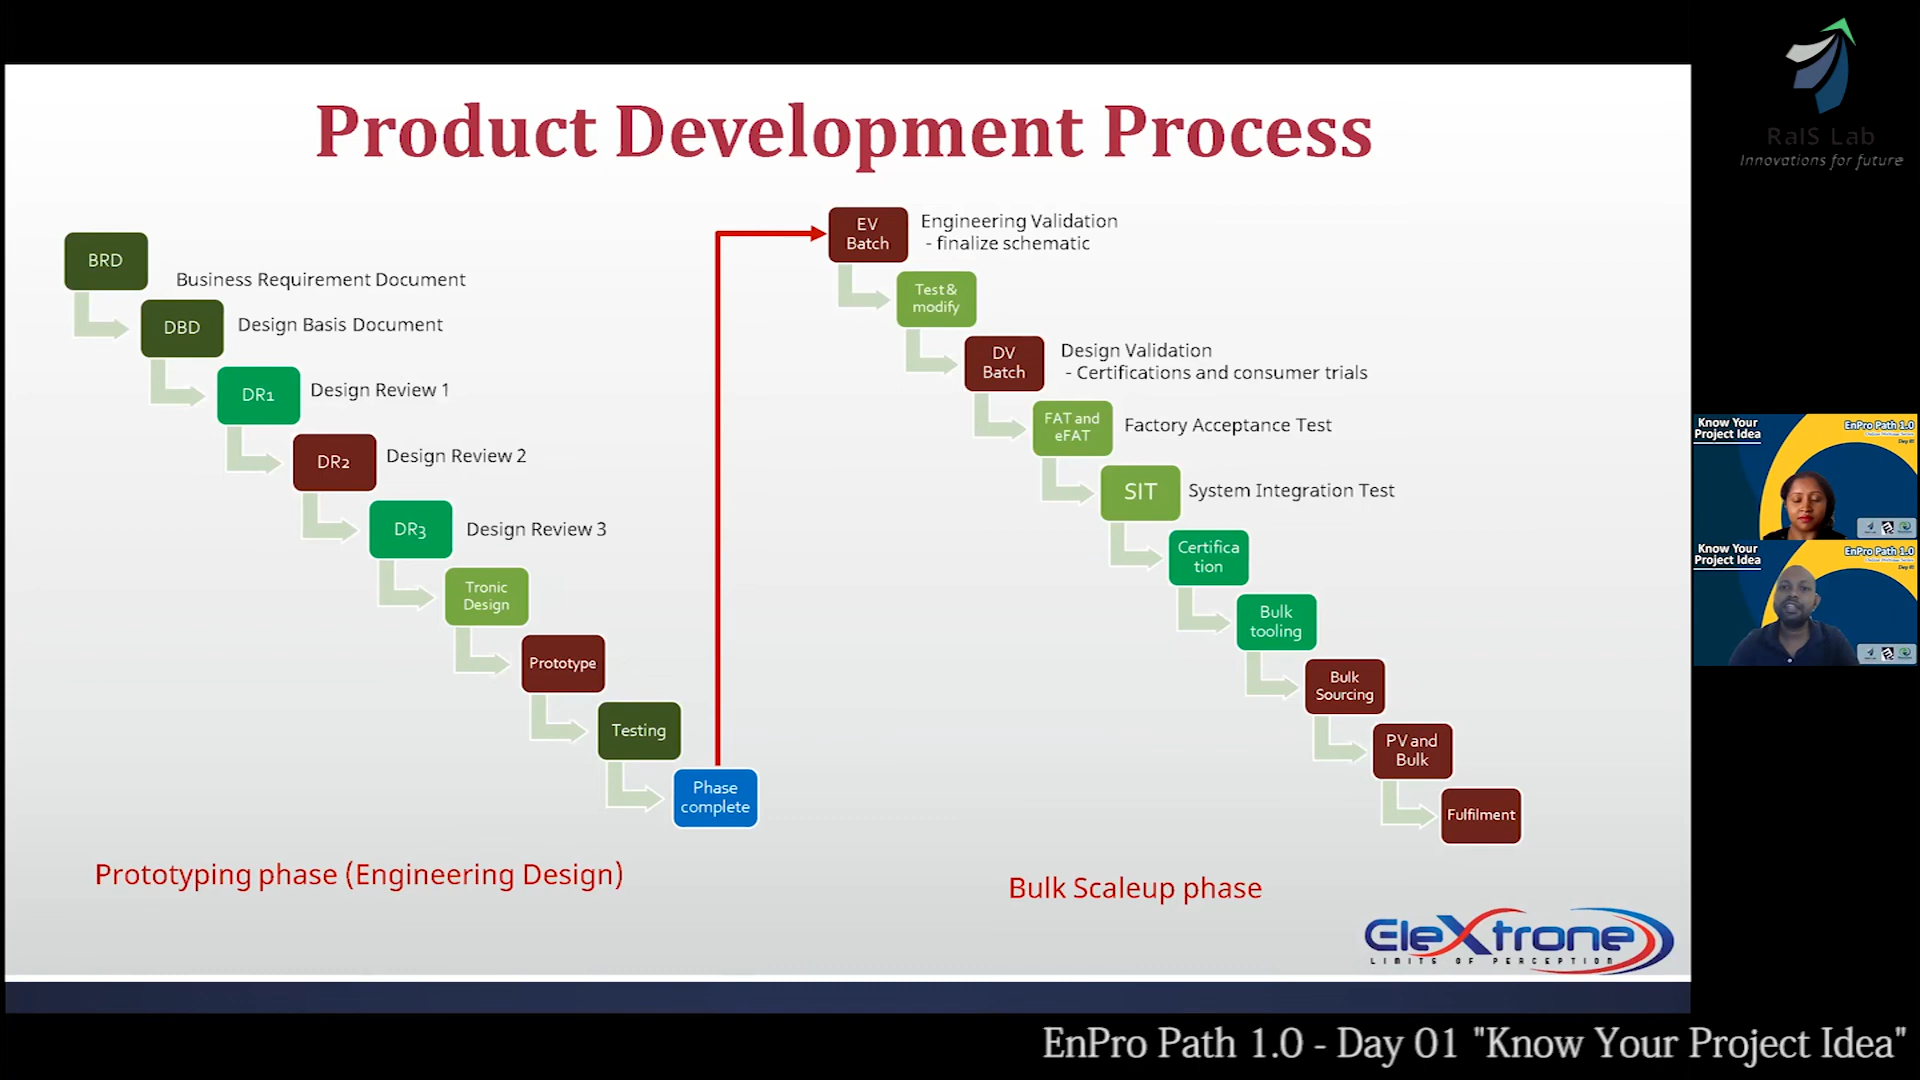 RaIS Lab
Innovations for future
Product Development Process
BRD
Business Requirement Document
DBD
Design Basis Document
DR1
Design Review 1
DR2
Design Review 2
DR3
Design Review 3
Tronic
Design
Prototype
Testing
Phase
complete
Prototyping phase (Engineering Design)
EV
Batch
Engineering Validation
- finalize schematic
Test &
modify
DV
Batch
Design Validation
- Certifications and consumer trials
FAT and
eFAT
Factory Acceptance Test
SIT
System Integration Test
Certifica
tion
Bulk
tooling
Bulk
Sourcing
PV and
Bulk
Fulfilment
Bulk Scaleup phase
EleXtrone
LIMITS OF PERCEPTION
Know Your
Project Idea
EnPro Path 1.0
Know Your
Project Idea
EnPro Path 1.0
EnPro Path 1.0 - Day 01 "Know Your Project Idea"